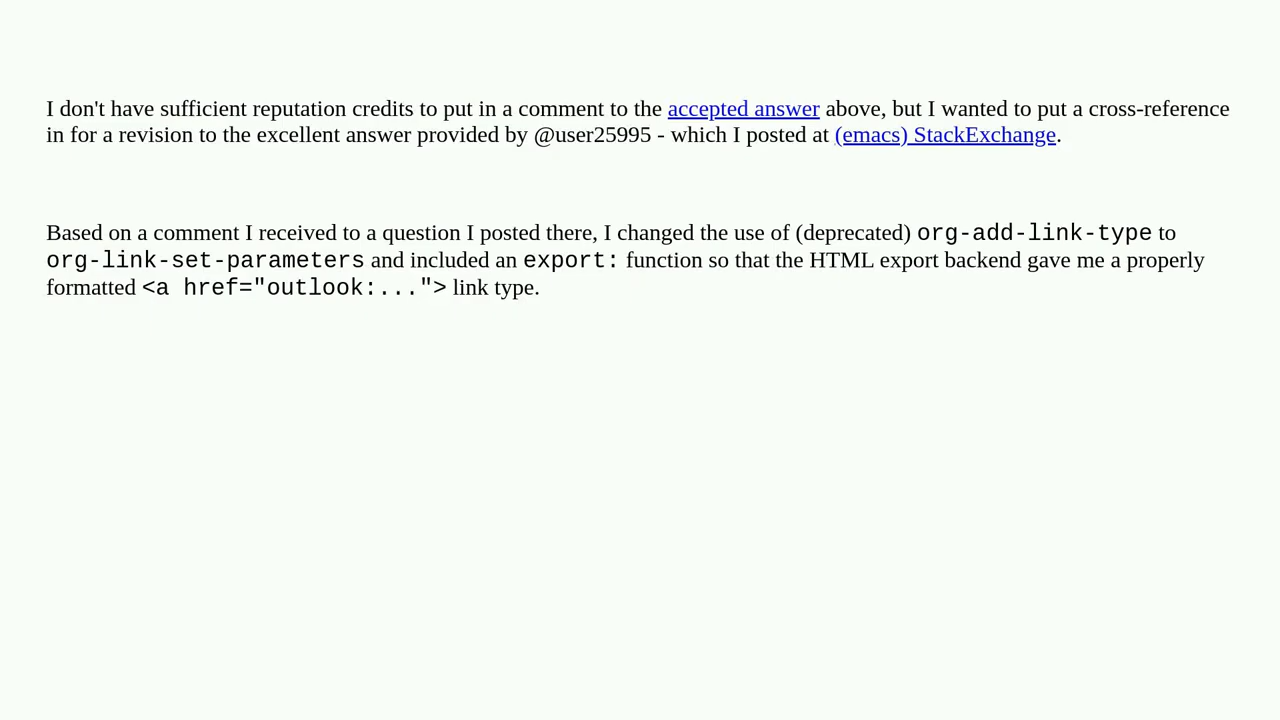 I don't have sufficient reputation credits to put in a comment to the accepted answer above, but I wanted to put a cross-reference
in for a revision to the excellent answer provided by @user25995 - which I posted at (emacs) StackExchange.
Based on a comment I received to a question I posted there, I changed the use of (deprecated) org-add-link-type to
org-link-set-parameters and included an export: function so that the HTML export backend gave me a properly
formatted <a href="outlook:..."> link type.